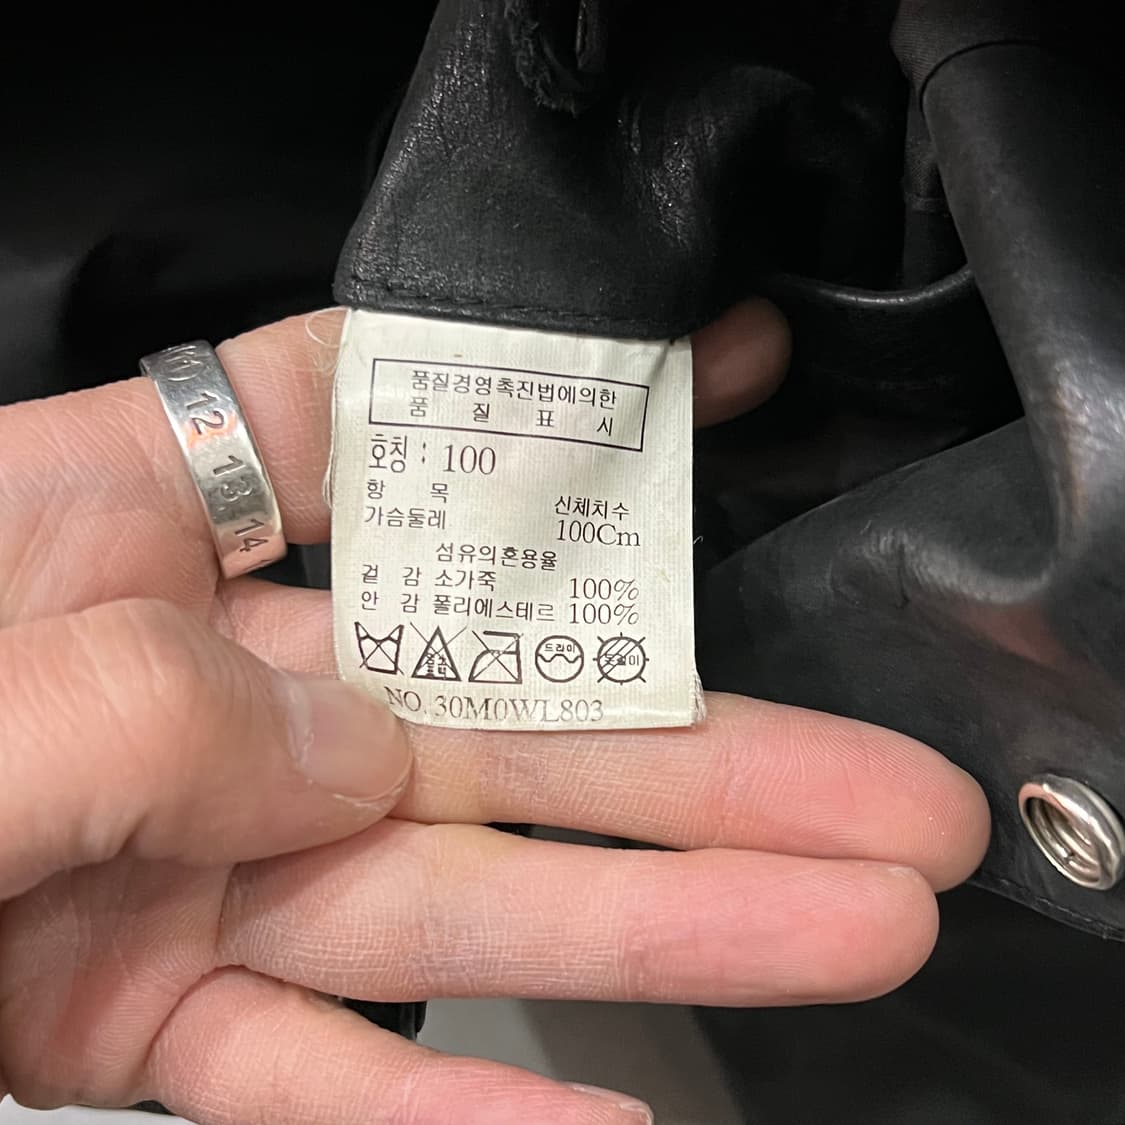 품질경영촉진법에의한
품 질 표 시
호칭 : 100
항 목 신체치수
가슴둘레 100Cm
섬유의혼용율
겉 감 소가죽 100%
안 감 폴리에스테르 100%
드라이
NO. 30M0WL803
12 13 14